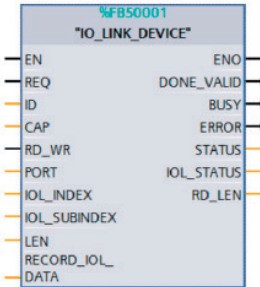 %FB50001
"IO_LINK_DEVICE"
EN ENO
REQ DONE_VALID
ID BUSY
CAP ERROR
RD_WR STATUS
PORT IOL_STATUS
IOL_INDEX RD_LEN
IOL_SUBINDEX
LEN
RECORD_IOL_
DATA